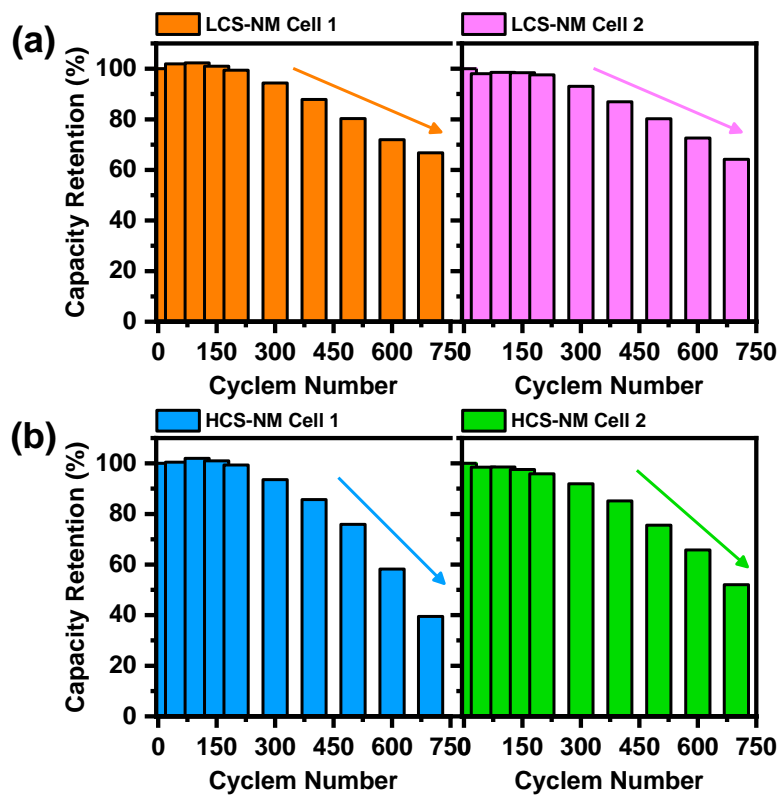 (a)
LCS-NM Cell 1
LCS-NM Cell 2
Capacity Retention (%)
100
80
60
40
20
0
0 150 300 450 600 750
0 150 300 450 600 750
Cyclem Number
Cyclem Number
(b)
HCS-NM Cell 1
HCS-NM Cell 2
Capacity Retention (%)
100
80
60
40
20
0
0 150 300 450 600 750
0 150 300 450 600 750
Cyclem Number
Cyclem Number